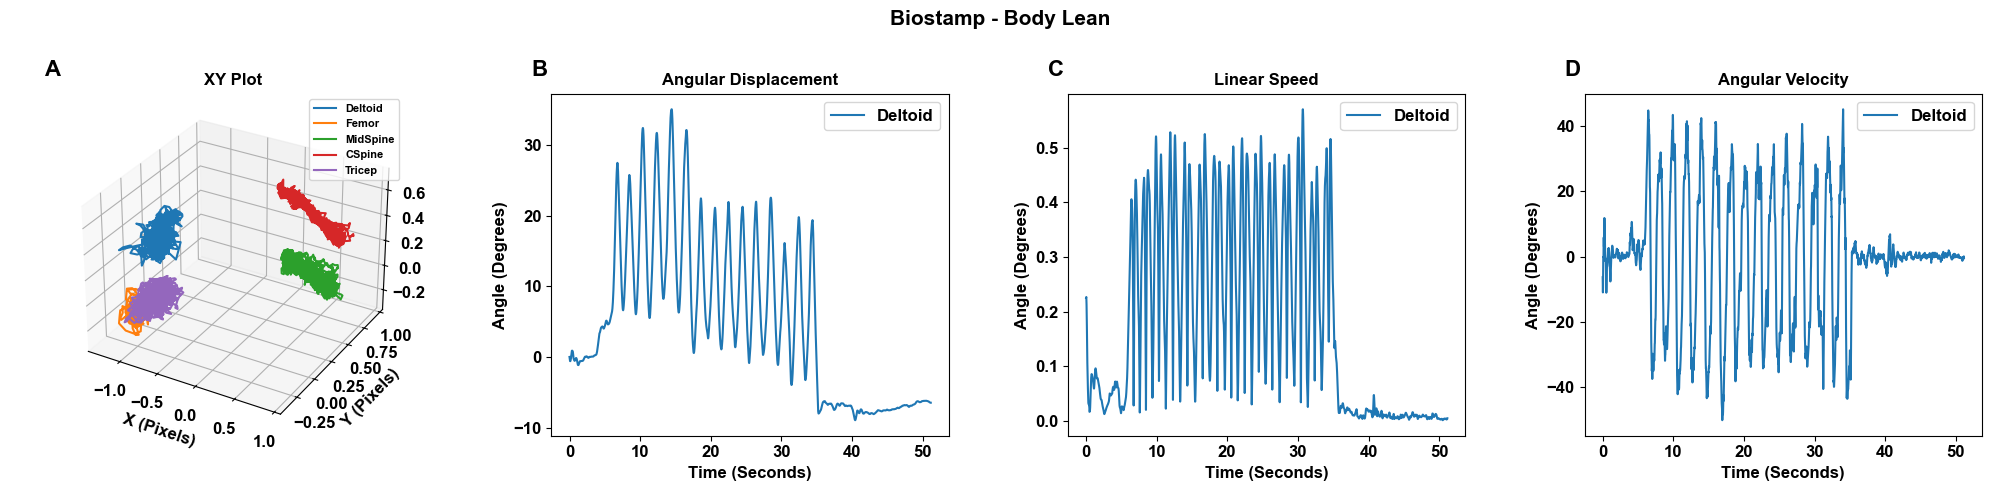 Biostamp - Body Lean
A
XY Plot
Deltoid
Femor
MidSpine
CSpine
Tricep
0.6
0.4
0.2
0.0
−0.2
1.00
0.75
0.50
0.25
0.00
−0.25
Y (Pixels)
−1.0
−0.5
0.0
0.5
1.0
X (Pixels)
B
Angular Displacement
Deltoid
Angle (Degrees)
30
20
10
0
−10
0 10 20 30 40 50
Time (Seconds)
C
Linear Speed
Deltoid
Angle (Degrees)
0.5
0.4
0.3
0.2
0.1
0.0
0 10 20 30 40 50
Time (Seconds)
D
Angular Velocity
Deltoid
Angle (Degrees)
40
20
0
−20
−40
0 10 20 30 40 50
Time (Seconds)